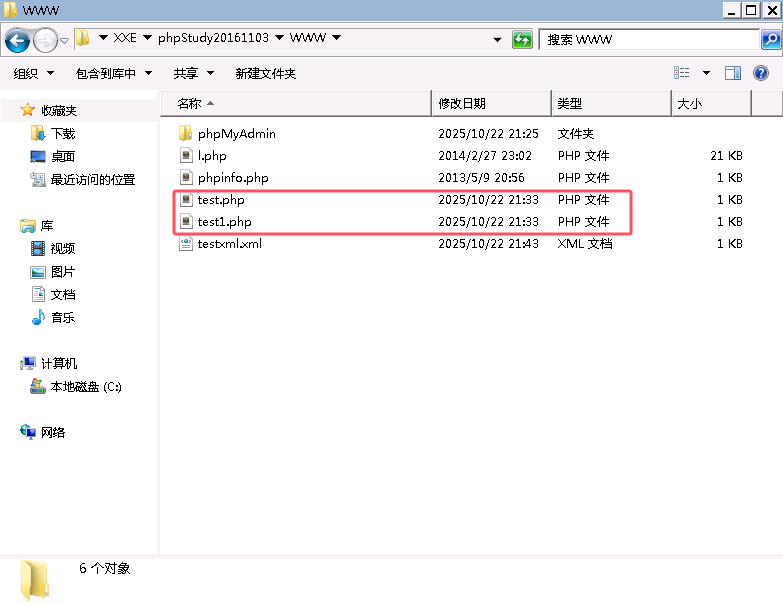 WWW
XXE phpStudy20161103 WWW
搜索 WWW
组织 包含到库中 共享 新建文件夹
收藏夹
下载
桌面
最近访问的位置
库
视频
图片
文档
音乐
计算机
本地磁盘 (C:)
网络
名称 修改日期 类型 大小
phpMyAdmin 2025/10/22 21:25 文件夹
l.php 2014/2/27 23:02 PHP 文件 21 KB
phpinfo.php 2013/5/9 20:56 PHP 文件 1 KB
test.php 2025/10/22 21:33 PHP 文件 1 KB
test1.php 2025/10/22 21:33 PHP 文件 1 KB
testxml.xml 2025/10/22 21:43 XML 文档 1 KB
6 个对象